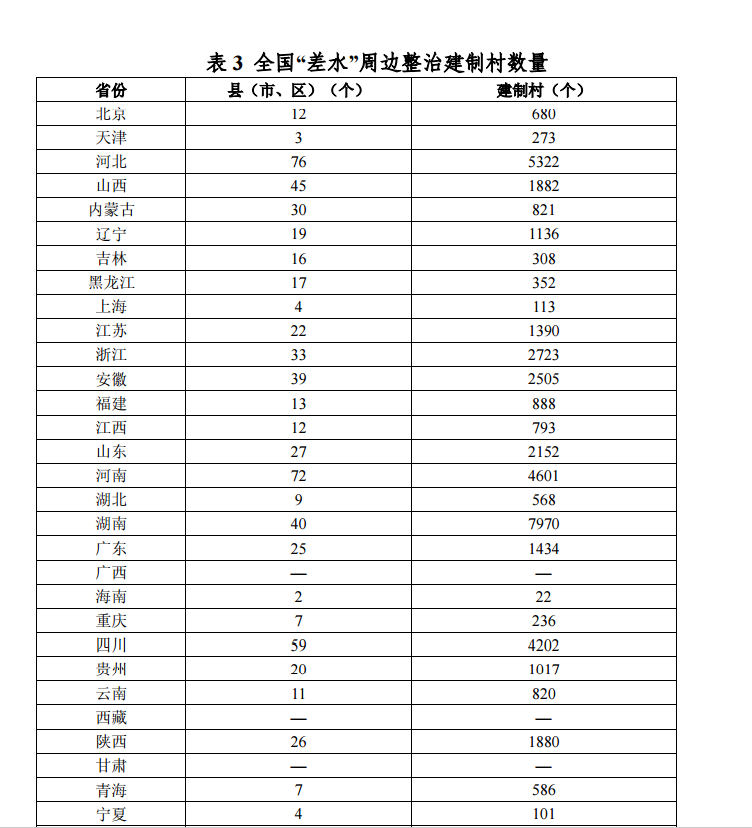 表 3 全国“差水”周边整治建制村数量
省份 县（市、区）（个） 建制村（个）
北京 12 680
天津 3 273
河北 76 5322
山西 45 1882
内蒙古 30 821
辽宁 19 1136
吉林 16 308
黑龙江 17 352
上海 4 113
江苏 22 1390
浙江 33 2723
安徽 39 2505
福建 13 888
江西 12 793
山东 27 2152
河南 72 4601
湖北 9 568
湖南 40 7970
广东 25 1434
广西 — —
海南 2 22
重庆 7 236
四川 59 4202
贵州 20 1017
云南 11 820
西藏 — —
陕西 26 1880
甘肃 — —
青海 7 586
宁夏 4 101